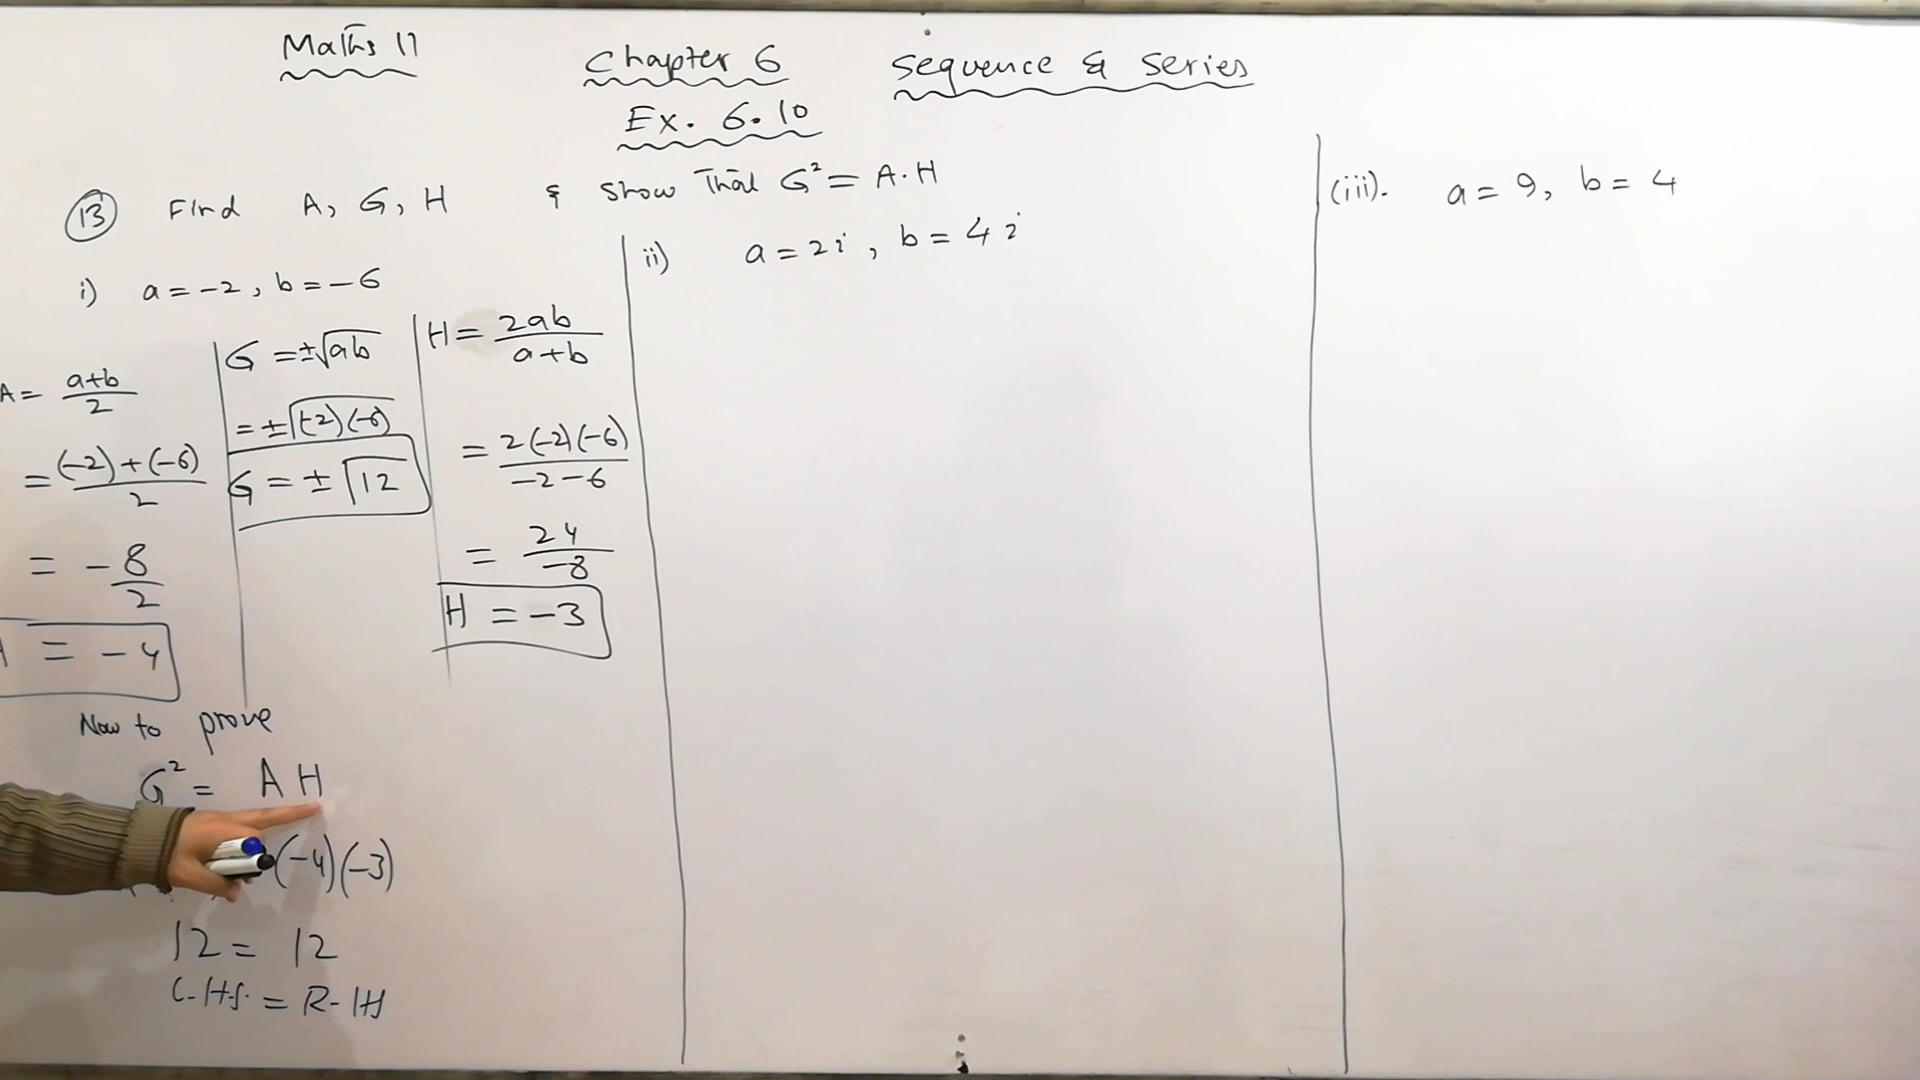 Maths 11
Chapter 6
Sequence & Series
Ex. 6.10
(13) Find A, G, H & Show That G² = A.H
i) a = -2, b = -6
A = a+b/2
= (-2)+(-6)/2
= -8/2
= -4
G = ±√ab
= ±√(-2)(-6)
G = ±√12
H = 2ab/a+b
= 2(-2)(-6)/-2-6
= 24/-8
H = -3
Now to prove
G² = A H
(-4)(-3)
12 = 12
L.H.S. = R-H
ii) a = 2i, b = 4i
(iii). a = 9, b = 4